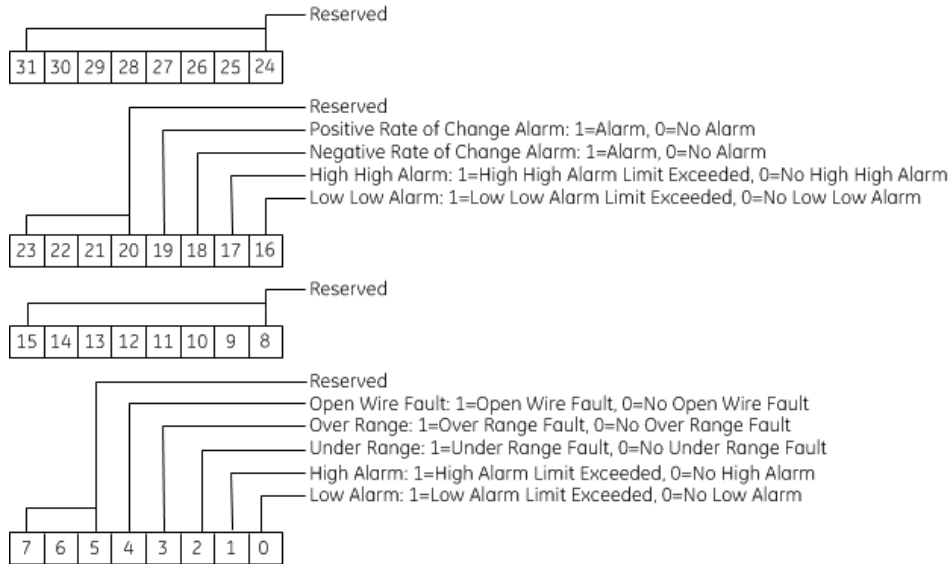 Reserved
31 30 29 28 27 26 25 24
Reserved
Positive Rate of Change Alarm: 1=Alarm, 0=No Alarm
Negative Rate of Change Alarm: 1=Alarm, 0=No Alarm
High High Alarm: 1=High High Alarm Limit Exceeded, 0=No High High Alarm
Low Low Alarm: 1=Low Low Alarm Limit Exceeded, 0=No Low Low Alarm
23 22 21 20 19 18 17 16
Reserved
15 14 13 12 11 10 9 8
Reserved
Open Wire Fault: 1=Open Wire Fault, 0=No Open Wire Fault
Over Range: 1=Over Range Fault, 0=No Over Range Fault
Under Range: 1=Under Range Fault, 0=No Under Range Fault
High Alarm: 1=High Alarm Limit Exceeded, 0=No High Alarm
Low Alarm: 1=Low Alarm Limit Exceeded, 0=No Low Alarm
7 6 5 4 3 2 1 0